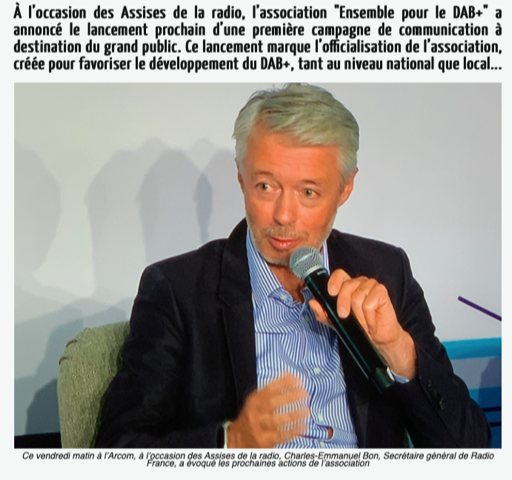 À l'occasion des Assises de la radio, l'association "Ensemble pour le DAB+" a
annoncé le lancement prochain d'une première campagne de communication à
destination du grand public. Ce lancement marque l'officialisation de l'association,
créée pour favoriser le développement du DAB+, tant au niveau national que local...
Ce vendredi matin à l'Arcom, à l'occasion des Assises de la radio, Charles-Emmanuel Bon, Secrétaire général de Radio
France, a évoqué les prochaines actions de l'association